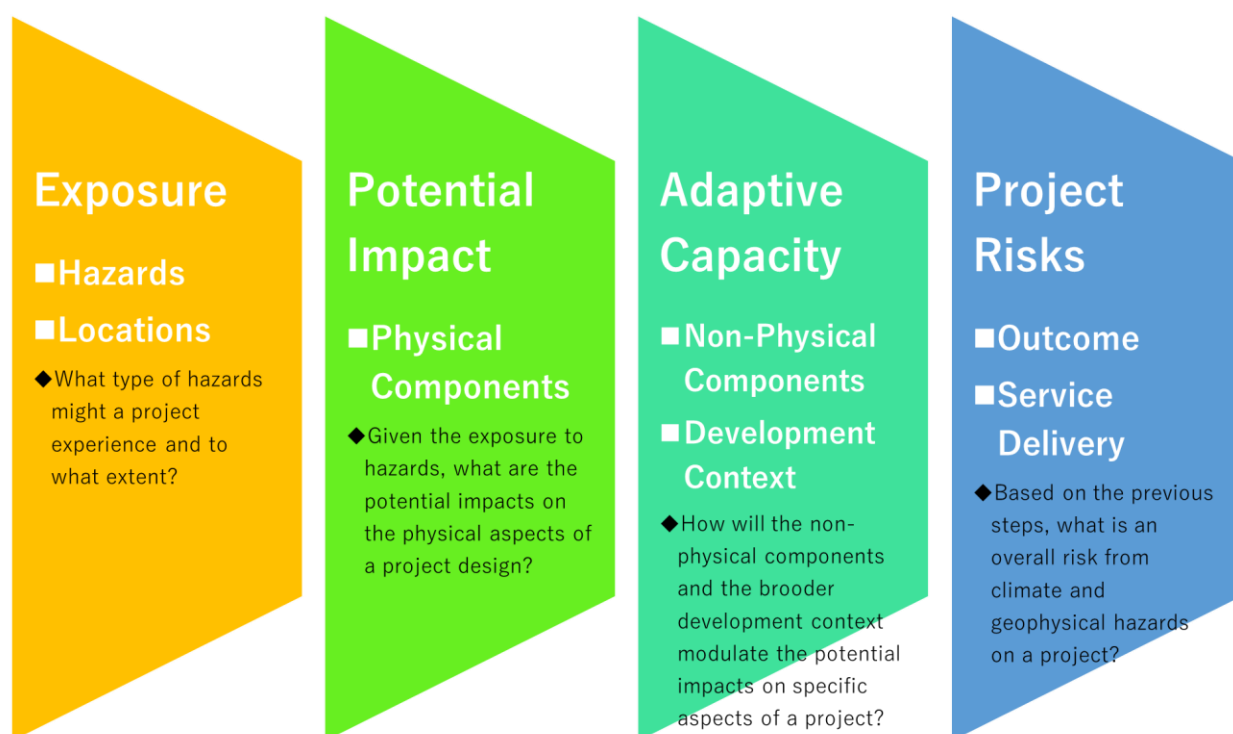 Exposure
■Hazards
■Locations
◆What type of hazards
might a project
experience and to
what extent?
Potential
Impact
■Physical
Components
◆Given the exposure to
hazards, what are the
potential impacts on
the physical aspects of
a project design?
Adaptive
Capacity
■Non-Physical
Components
■Development
Context
◆How will the non-
physical components
and the brooder
development context
modulate the potential
impacts on specific
aspects of a project?
Project
Risks
■Outcome
■Service
Delivery
◆Based on the previous
steps, what is an
overall risk from
climate and
geophysical hazards
on a project?